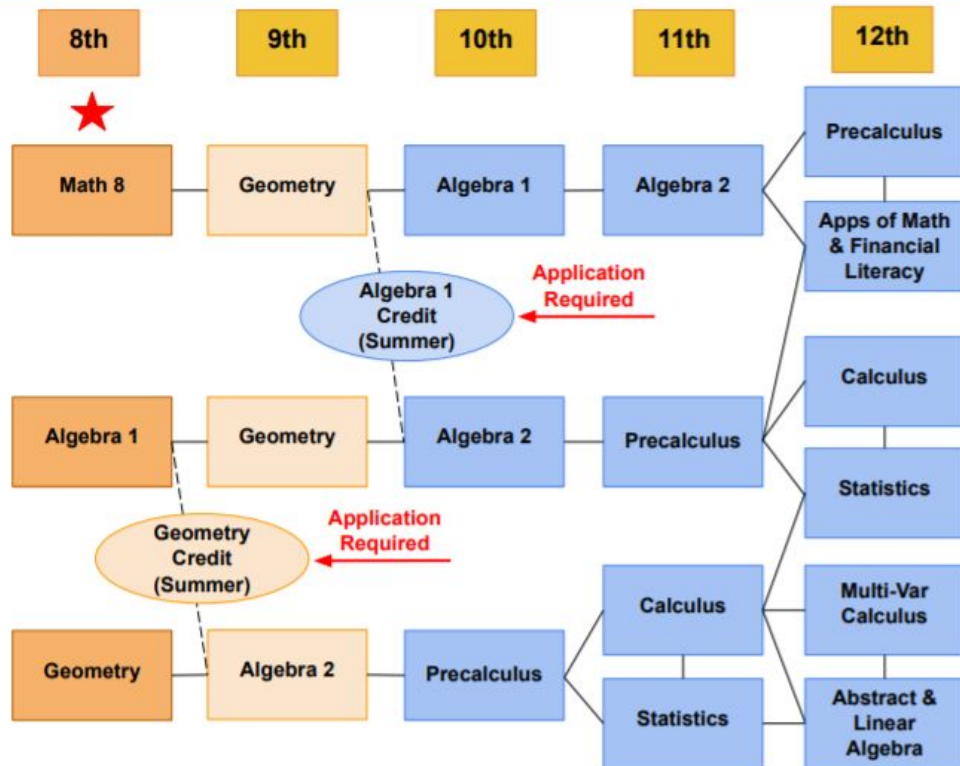 8th
9th
10th
11th
12th
Math 8
Geometry
Algebra 1
Algebra 2
Precalculus
Apps of Math
& Financial
Literacy
Algebra 1
Credit
(Summer)
Application
Required
Algebra 1
Geometry
Algebra 2
Precalculus
Calculus
Statistics
Geometry
Credit
(Summer)
Application
Required
Geometry
Algebra 2
Precalculus
Calculus
Statistics
Multi-Var
Calculus
Abstract &
Linear
Algebra